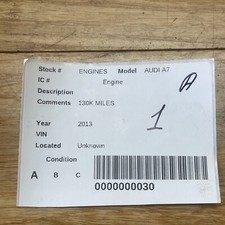 Stock # ENGINES Model AUDI A7
IC # Engine
Description
Comments 130K MILES
1
Year 2013
VIN
Located Unknown
Condition
A B C
0000000030